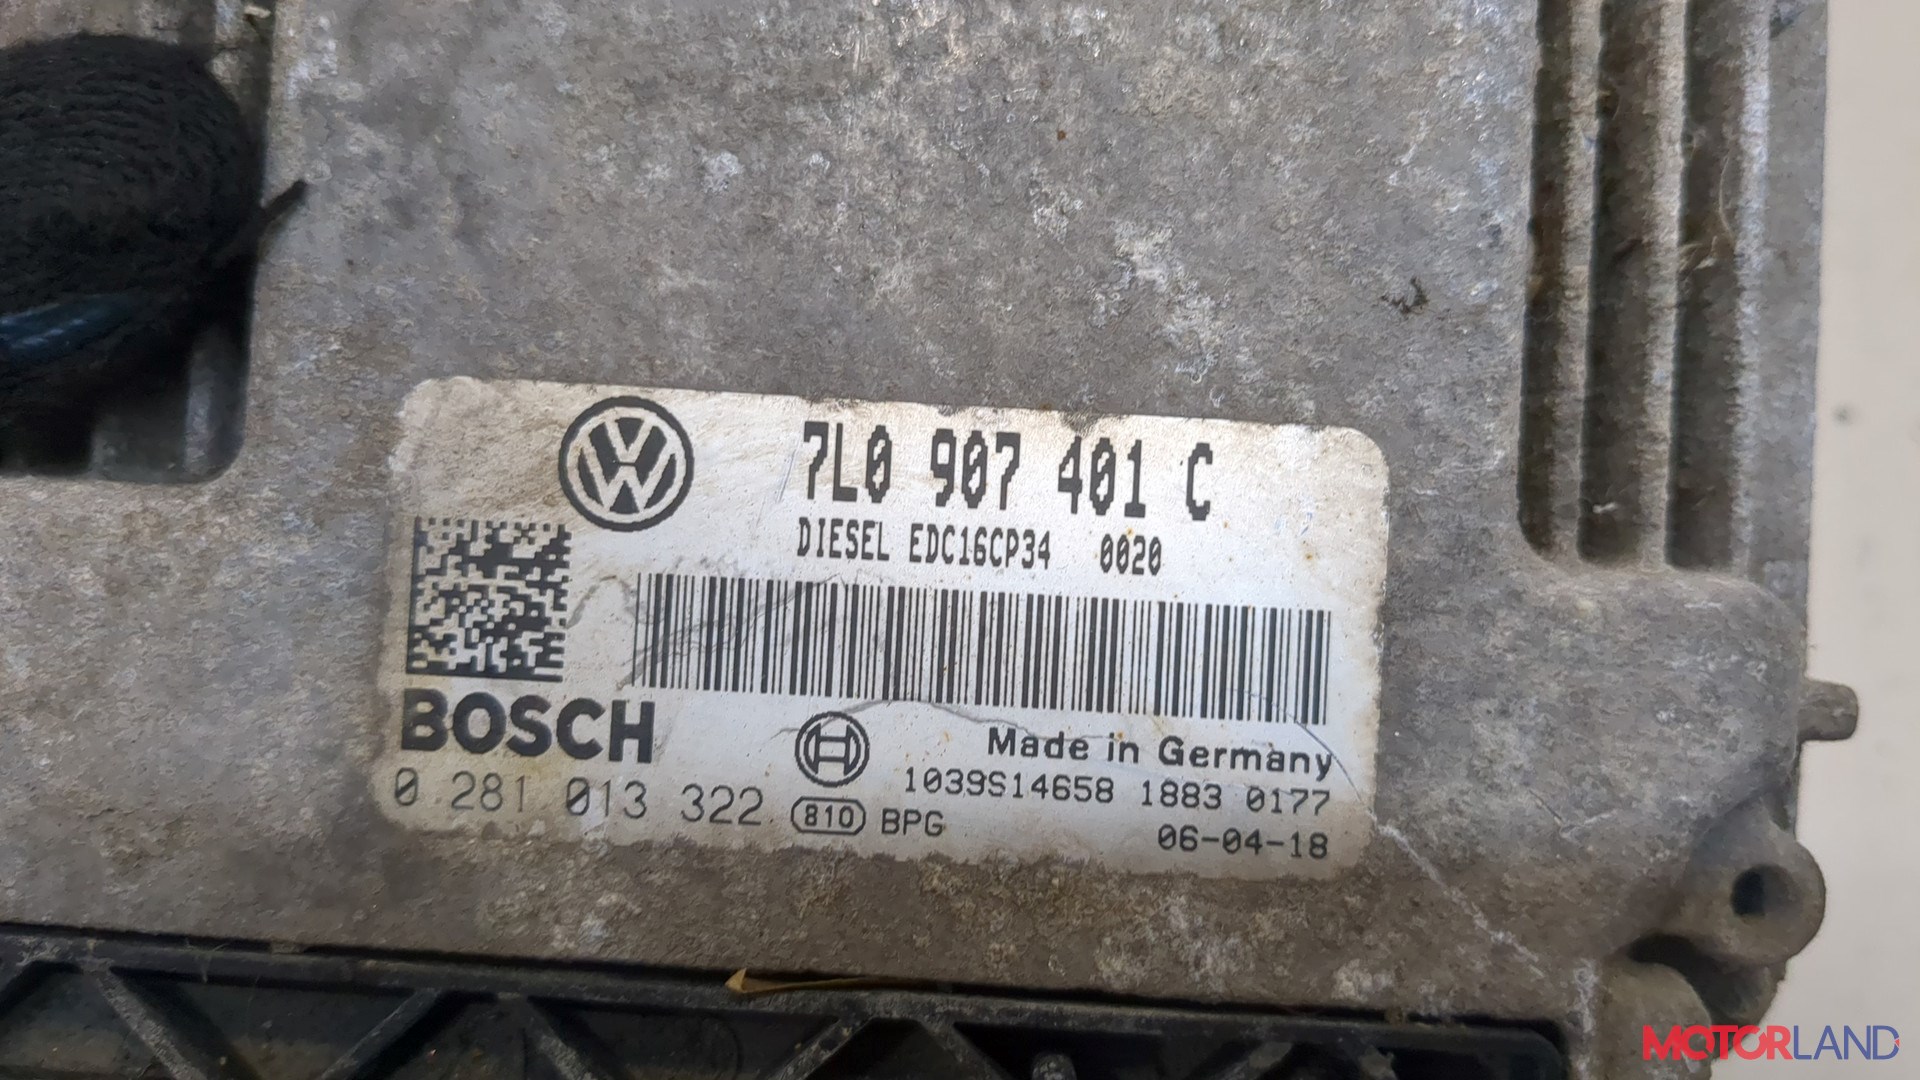 7L0 907 401 C
DIESEL EDC16CP34 0020
BOSCH
Made in Germany
0 281 013 322
1039S14658 1883 0177
810 BPG
06-04-18
MOTORLAND